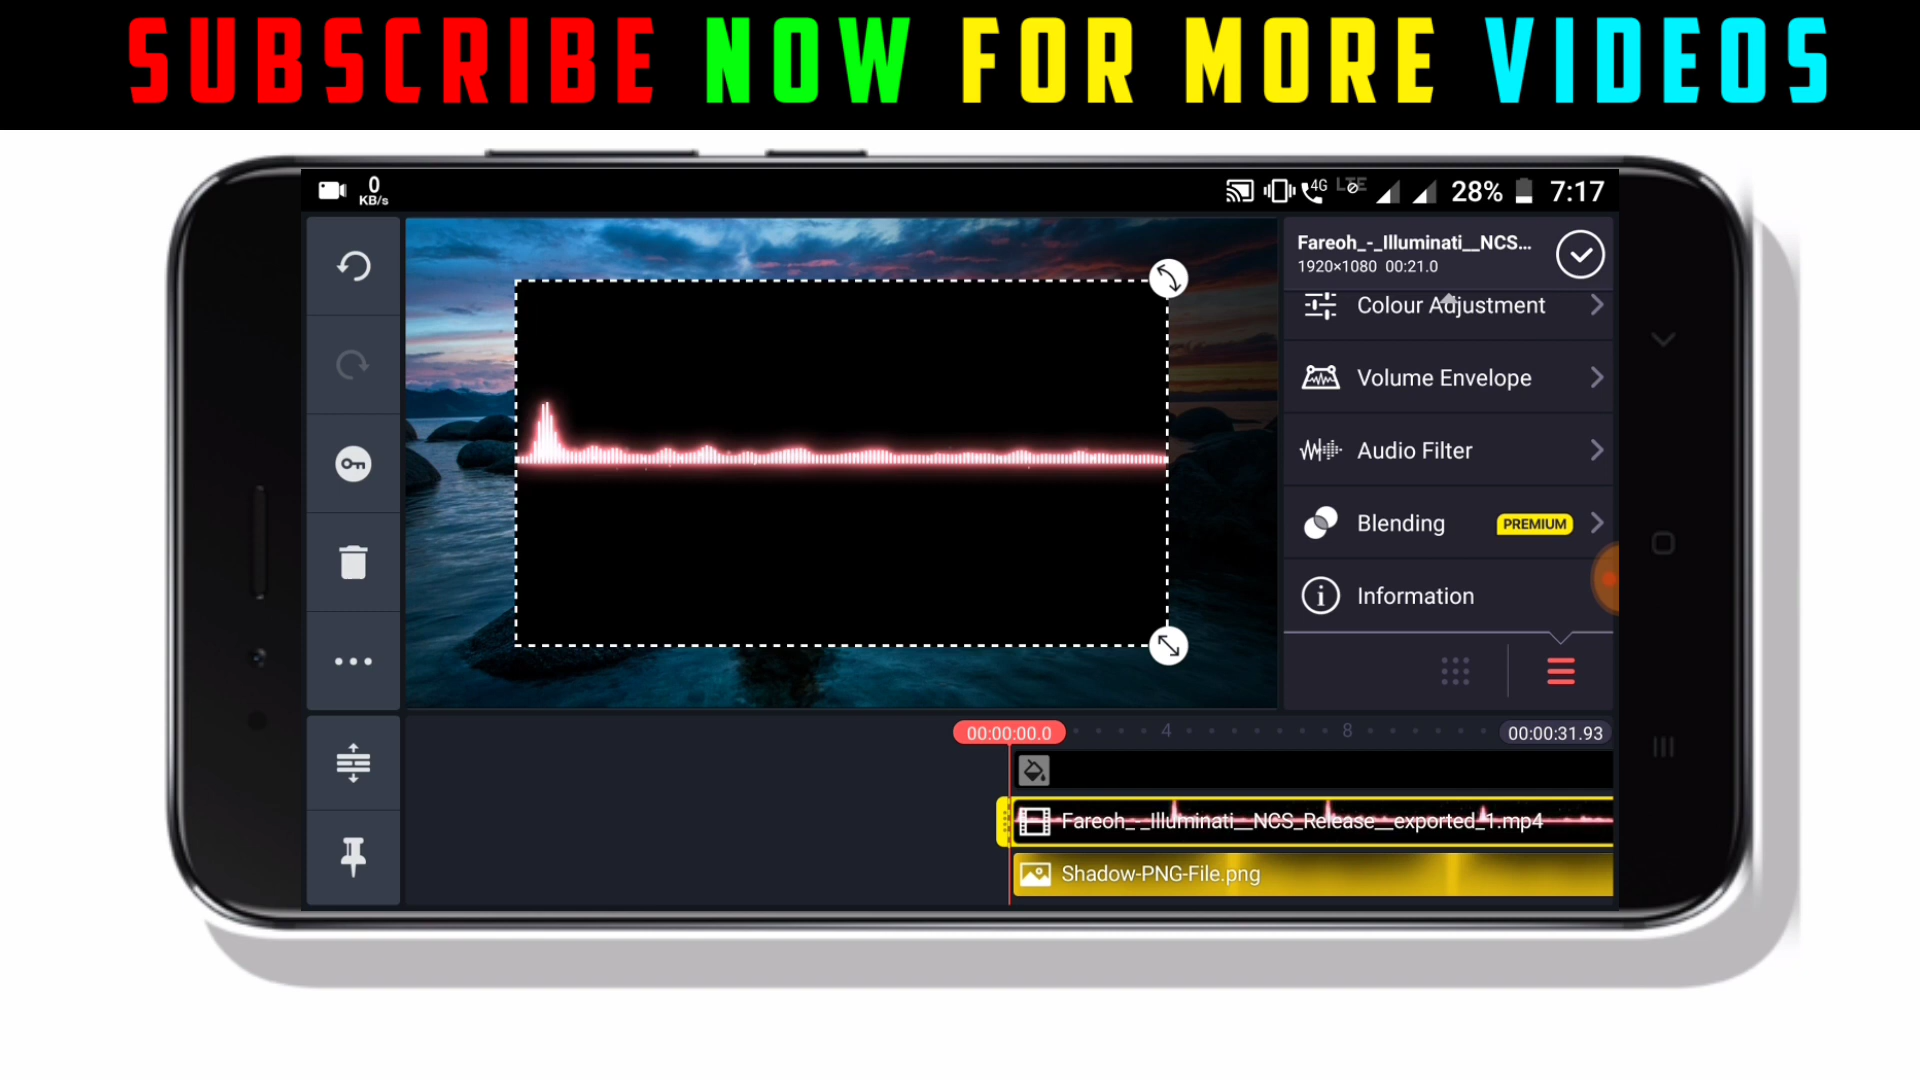 SUBSCRIBE NOW FOR MORE VIDEOS
0
KB/s
4G
LTE
28%
7:17
Fareoh_-_Illuminati__NCS...
1920×1080 00:21.0
Colour Adjustment
Volume Envelope
Audio Filter
Blending
PREMIUM
Information
00:00:00.0
4
8
00:00:31.93
Fareoh_-_Illuminati__NCS_Release__exported_1.mp4
Shadow-PNG-File.png